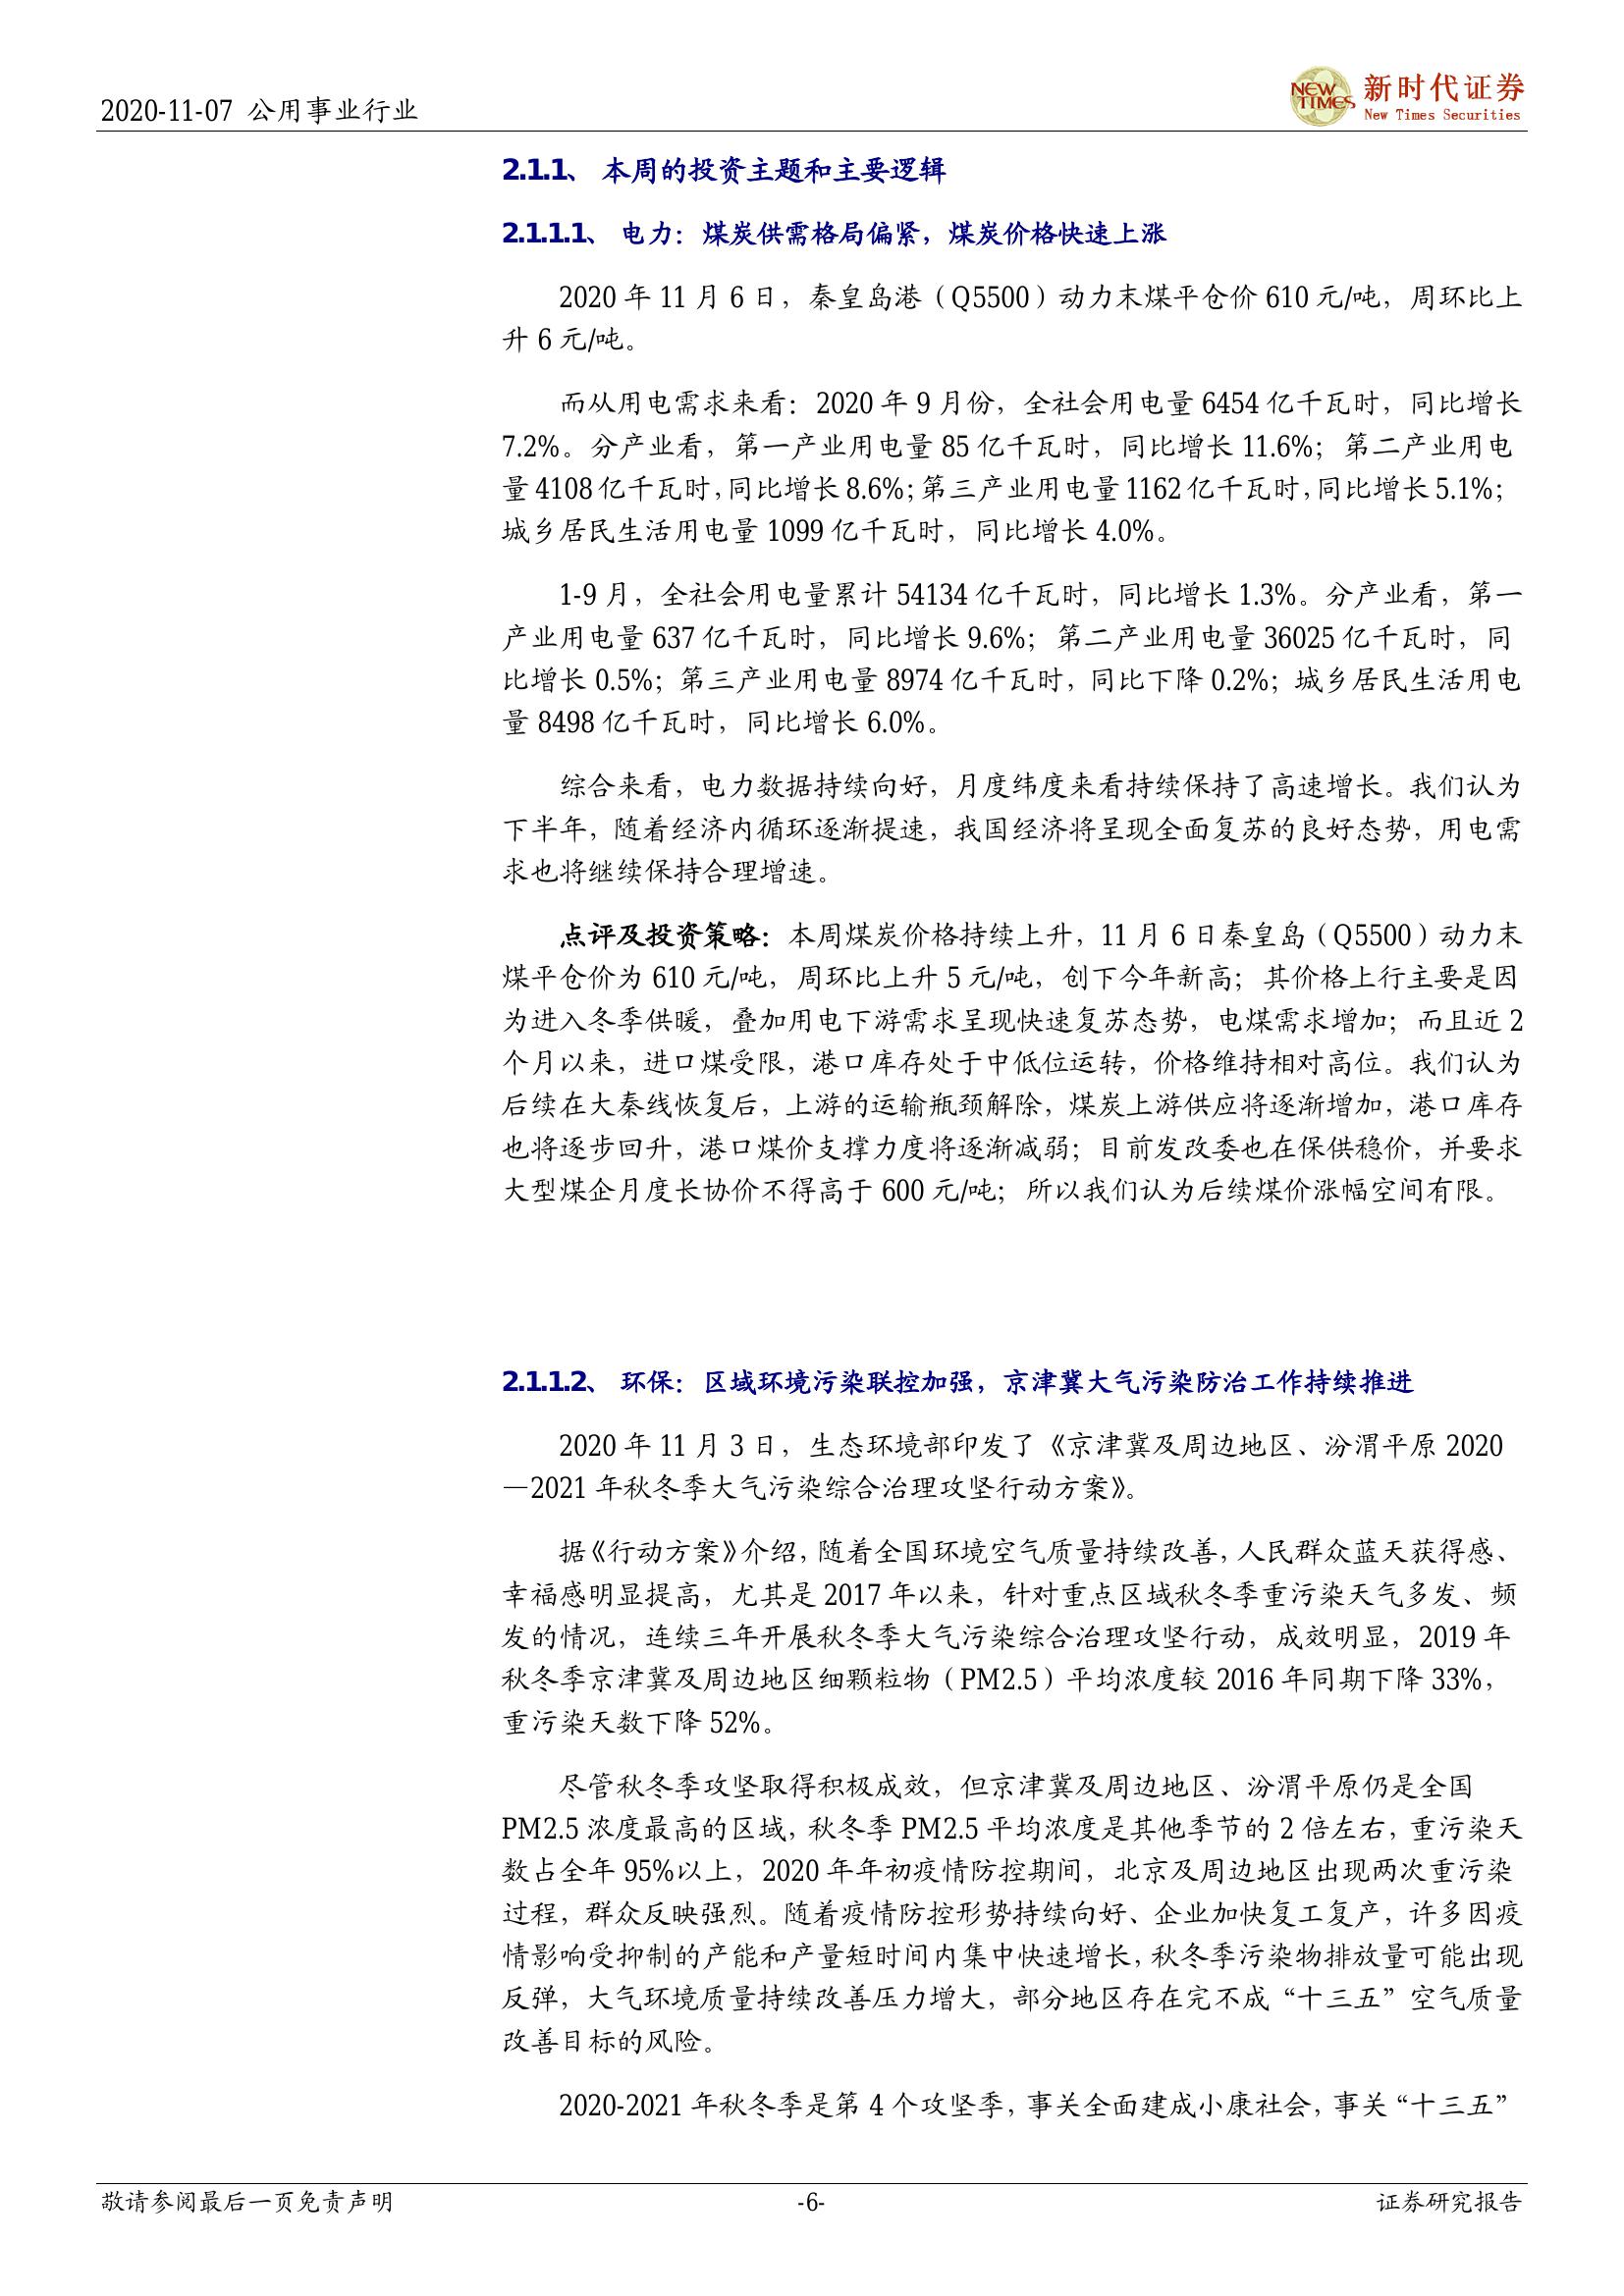 2020-11-07 公用事业行业
NEW TIMES 新时代证券
New Times Securities
2.1.1、 本周的投资主题和主要逻辑
2.1.1.1、 电力：煤炭供需格局偏紧，煤炭价格快速上涨
2020 年 11 月 6 日，秦皇岛港（Q5500）动力末煤平仓价 610 元/吨，周环比上
升 6 元/吨。
而从用电需求来看：2020 年 9 月份，全社会用电量 6454 亿千瓦时，同比增长
7.2%。分产业看，第一产业用电量 85 亿千瓦时，同比增长 11.6%；第二产业用电
量 4108 亿千瓦时，同比增长 8.6%；第三产业用电量 1162 亿千瓦时，同比增长 5.1%；
城乡居民生活用电量 1099 亿千瓦时，同比增长 4.0%。
1-9 月，全社会用电量累计 54134 亿千瓦时，同比增长 1.3%。分产业看，第一
产业用电量 637 亿千瓦时，同比增长 9.6%；第二产业用电量 36025 亿千瓦时，同
比增长 0.5%；第三产业用电量 8974 亿千瓦时，同比下降 0.2%；城乡居民生活用电
量 8498 亿千瓦时，同比增长 6.0%。
综合来看，电力数据持续向好，月度纬度来看持续保持了高速增长。我们认为
下半年，随着经济内循环逐渐提速，我国经济将呈现全面复苏的良好态势，用电需
求也将继续保持合理增速。
点评及投资策略：本周煤炭价格持续上升，11 月 6 日秦皇岛（Q5500）动力末
煤平仓价为 610 元/吨，周环比上升 5 元/吨，创下今年新高；其价格上行主要是因
为进入冬季供暖，叠加用电下游需求呈现快速复苏态势，电煤需求增加；而且近 2
个月以来，进口煤受限，港口库存处于中低位运转，价格维持相对高位。我们认为
后续在大秦线恢复后，上游的运输瓶颈解除，煤炭上游供应将逐渐增加，港口库存
也将逐步回升，港口煤价支撑力度将逐渐减弱；目前发改委也在保供稳价，并要求
大型煤企月度长协价不得高于 600 元/吨；所以我们认为后续煤价涨幅空间有限。
2.1.1.2、 环保：区域环境污染联控加强，京津冀大气污染防治工作持续推进
2020 年 11 月 3 日，生态环境部印发了《京津冀及周边地区、汾渭平原 2020
—2021 年秋冬季大气污染综合治理攻坚行动方案》。
据《行动方案》介绍，随着全国环境空气质量持续改善，人民群众蓝天获得感、
幸福感明显提高，尤其是 2017 年以来，针对重点区域秋冬季重污染天气多发、频
发的情况，连续三年开展秋冬季大气污染综合治理攻坚行动，成效明显，2019 年
秋冬季京津冀及周边地区细颗粒物（PM2.5）平均浓度较 2016 年同期下降 33%，
重污染天数下降 52%。
尽管秋冬季攻坚取得积极成效，但京津冀及周边地区、汾渭平原仍是全国
PM2.5 浓度最高的区域，秋冬季 PM2.5 平均浓度是其他季节的 2 倍左右，重污染天
数占全年 95%以上，2020 年年初疫情防控期间，北京及周边地区出现两次重污染
过程，群众反映强烈。随着疫情防控形势持续向好、企业加快复工复产，许多因疫
情影响受抑制的产能和产量短时间内集中快速增长，秋冬季污染物排放量可能出现
反弹，大气环境质量持续改善压力增大，部分地区存在完不成“十三五”空气质量
改善目标的风险。
2020-2021 年秋冬季是第 4 个攻坚季，事关全面建成小康社会，事关“十三五”
敬请参阅最后一页免责声明 -6- 证券研究报告